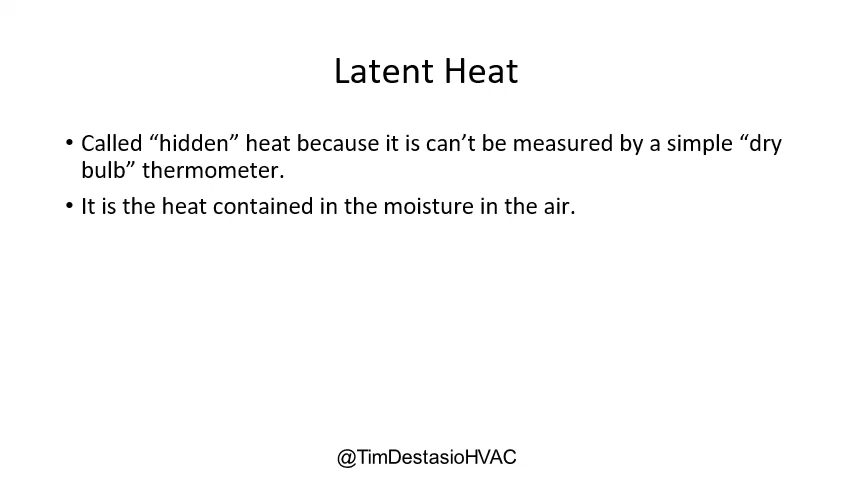 Latent Heat
• Called “hidden” heat because it is can’t be measured by a simple “dry
bulb” thermometer.
• It is the heat contained in the moisture in the air.
@TimDestasioHVAC